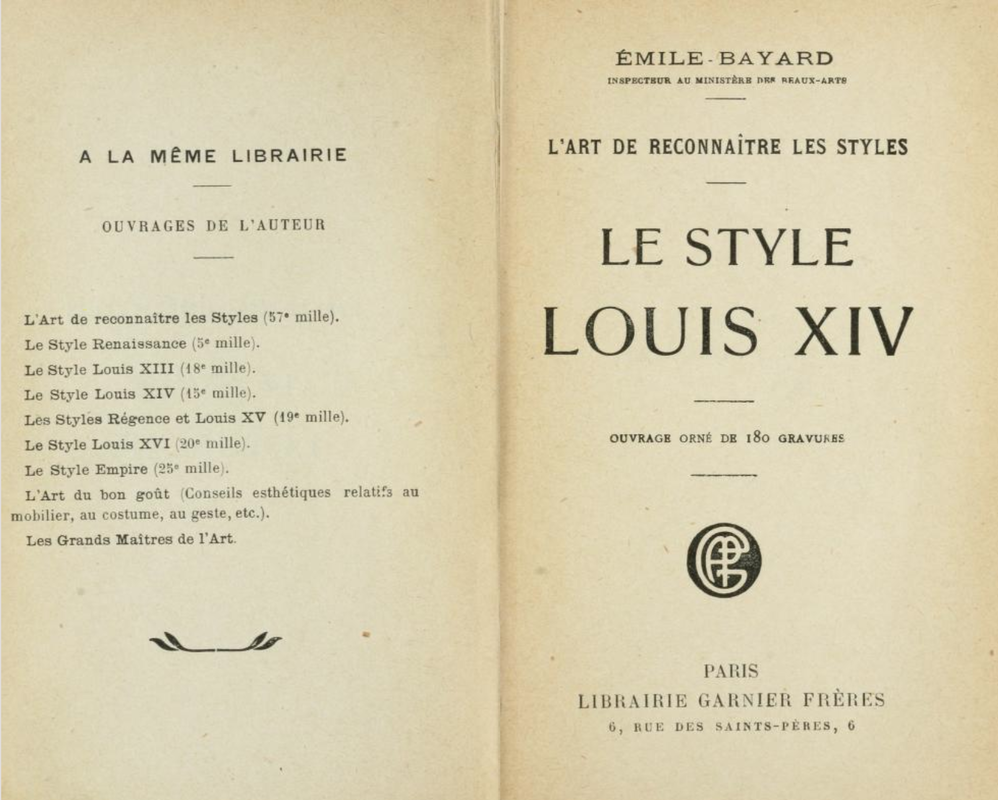 A LA MÊME LIBRAIRIE
OUVRAGES DE L'AUTEUR
L'Art de reconnaître les Styles (57e mille).
Le Style Renaissance (5e mille).
Le Style Louis XIII (18e mille).
Le Style Louis XIV (15e mille).
Les Styles Régence et Louis XV (19e mille).
Le Style Louis XVI (20e mille).
Le Style Empire (25e mille).
L'Art du bon goût (Conseils esthétiques relatifs au
mobilier, au costume, au geste, etc.).
Les Grands Maîtres de l'Art.
ÉMILE-BAYARD
INSPECTEUR AU MINISTÈRE DES BEAUX-ARTS
L'ART DE RECONNAÎTRE LES STYLES
LE STYLE
LOUIS XIV
OUVRAGE ORNÉ DE 180 GRAVURES
PARIS
LIBRAIRIE GARNIER FRÈRES
6, RUE DES SAINTS-PÈRES, 6